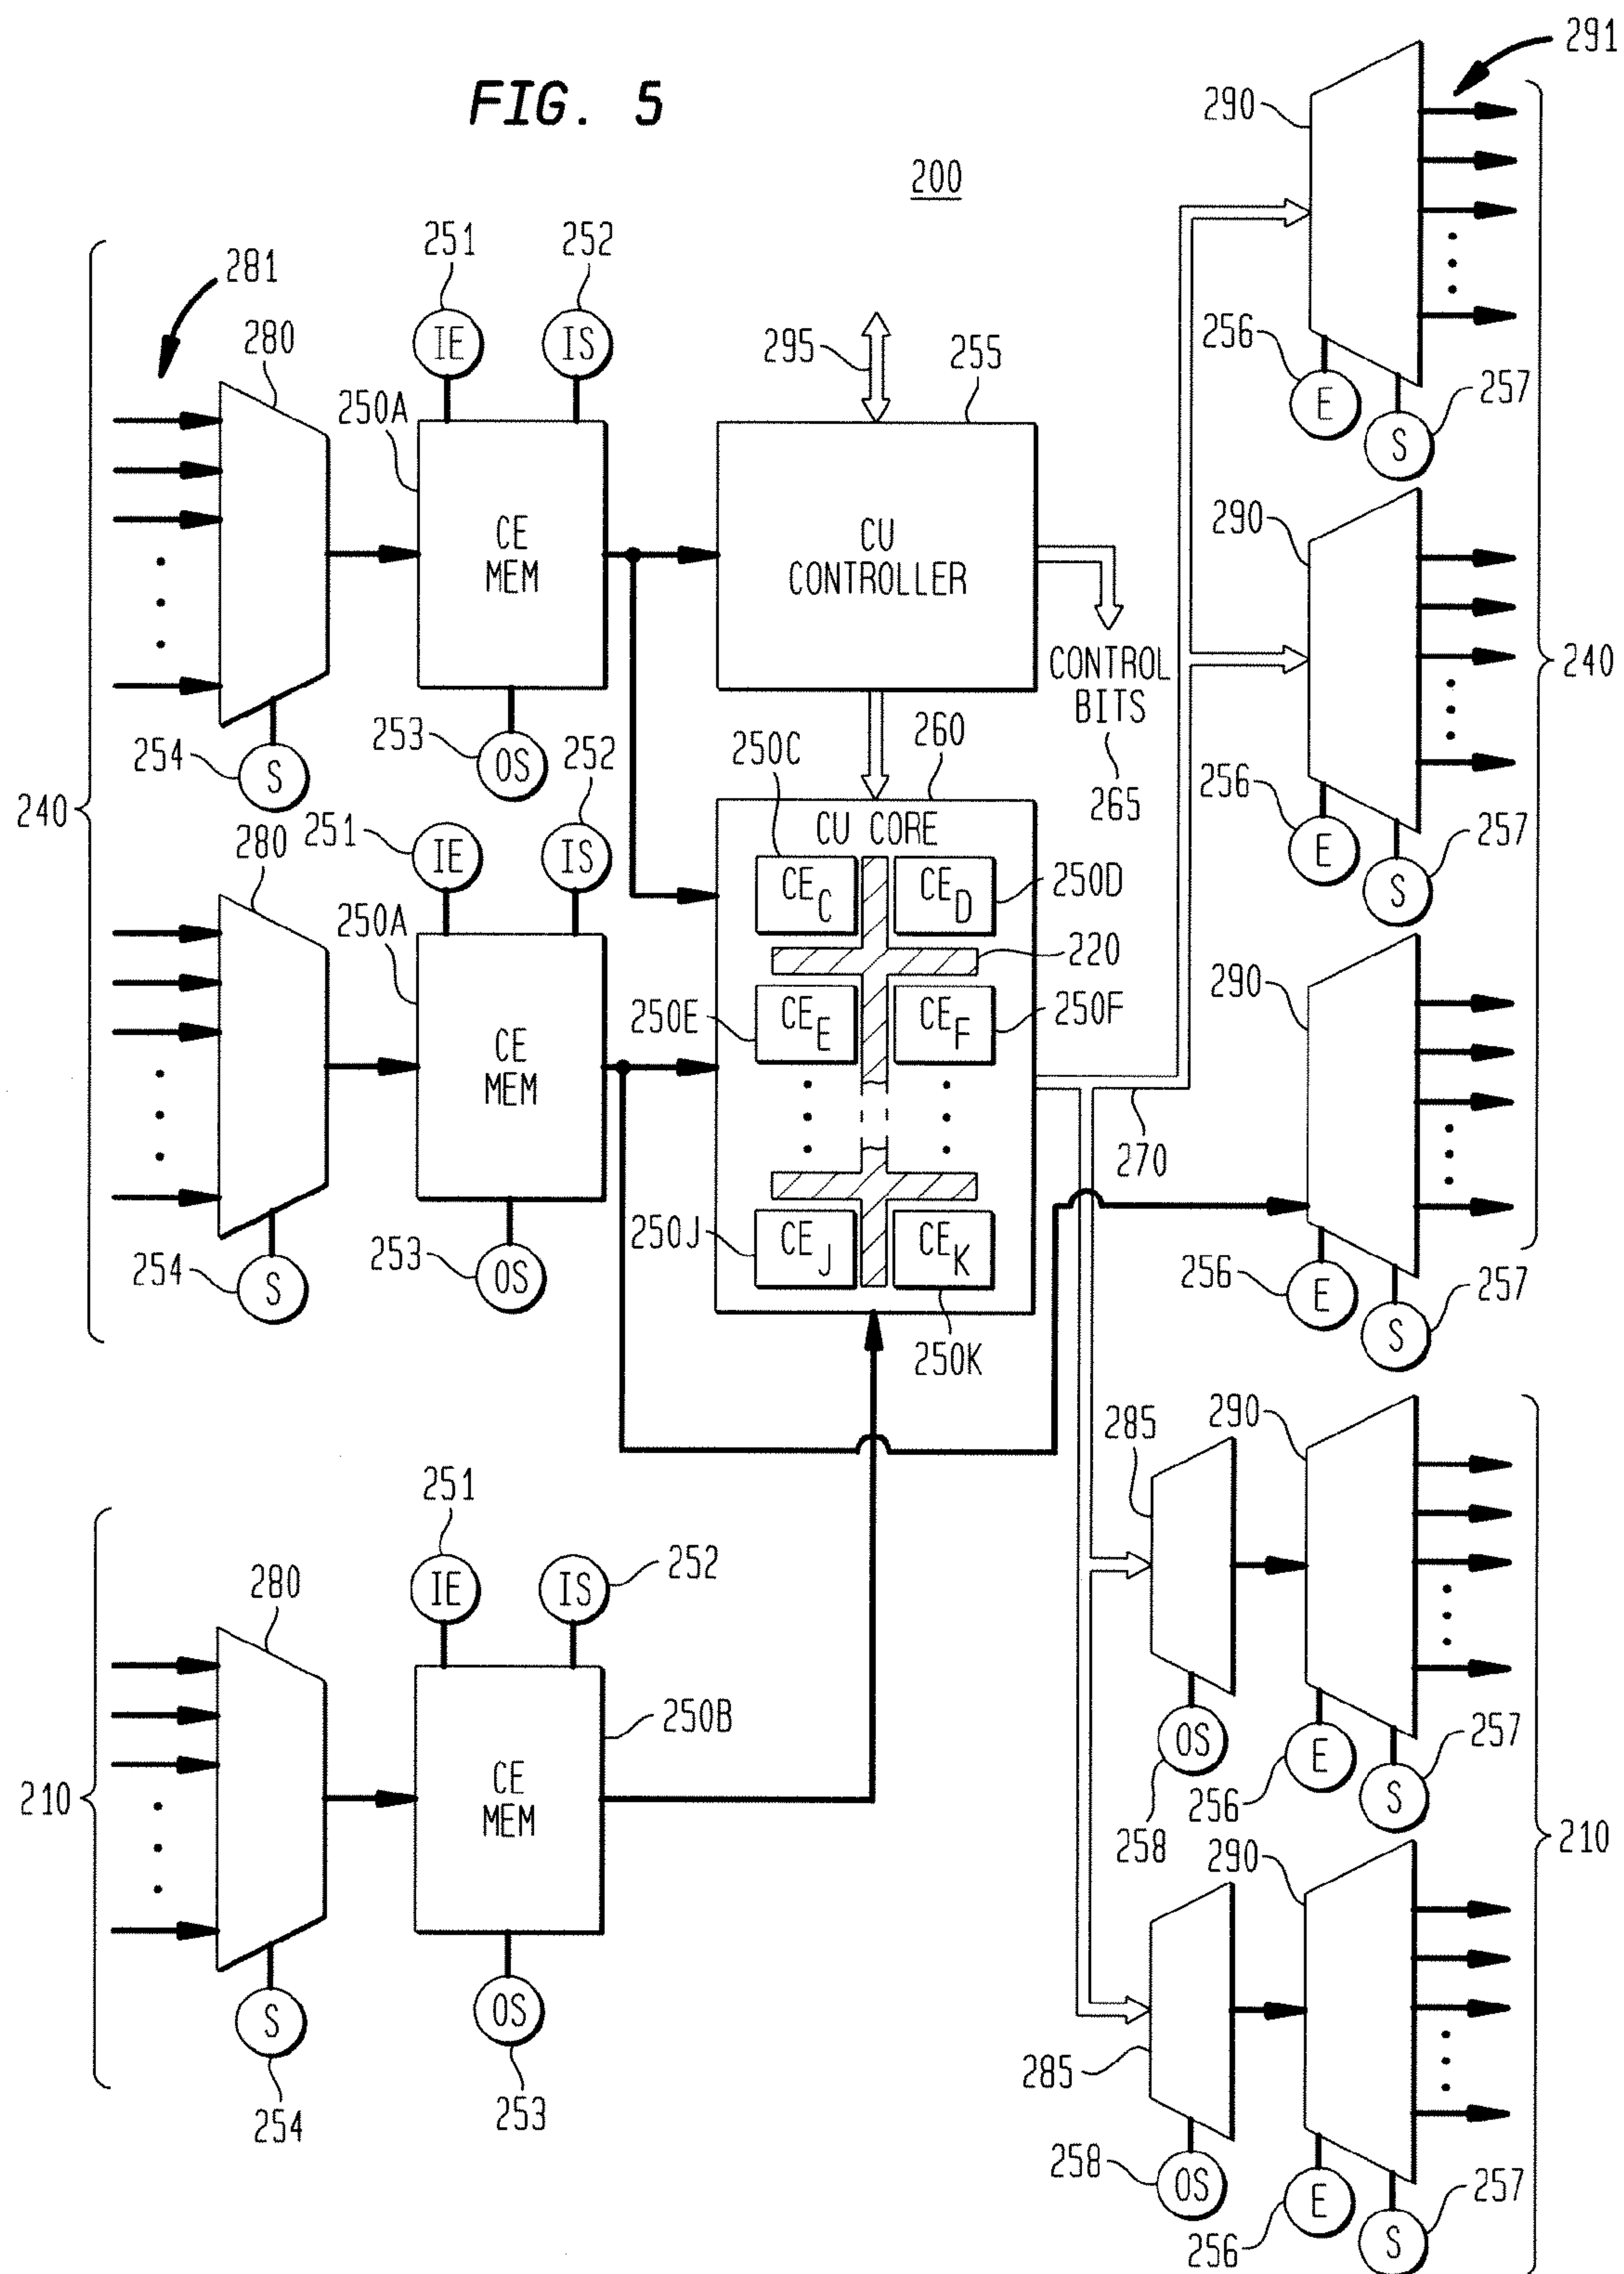 FIG. 5
200
291
290
281
251
252
280
IE
IS
295
255
256
E
257
S
250A
CE
MEM
CU
CONTROLLER
290
240
CONTROL
BITS
265
254
S
253
OS
252
250C
260
256
E
257
S
240
280
251
IE
IS
CU CORE
CE C
CE D
250D
220
250A
CE
MEM
250E
CE E
CE F
250F
290
270
254
S
253
OS
250J
CE J
CE K
250K
256
E
257
S
251
252
285
290
280
IE
IS
250B
210
CE
MEM
OS
258
256
E
257
S
210
290
254
S
OS
253
285
258
OS
256
E
257
S